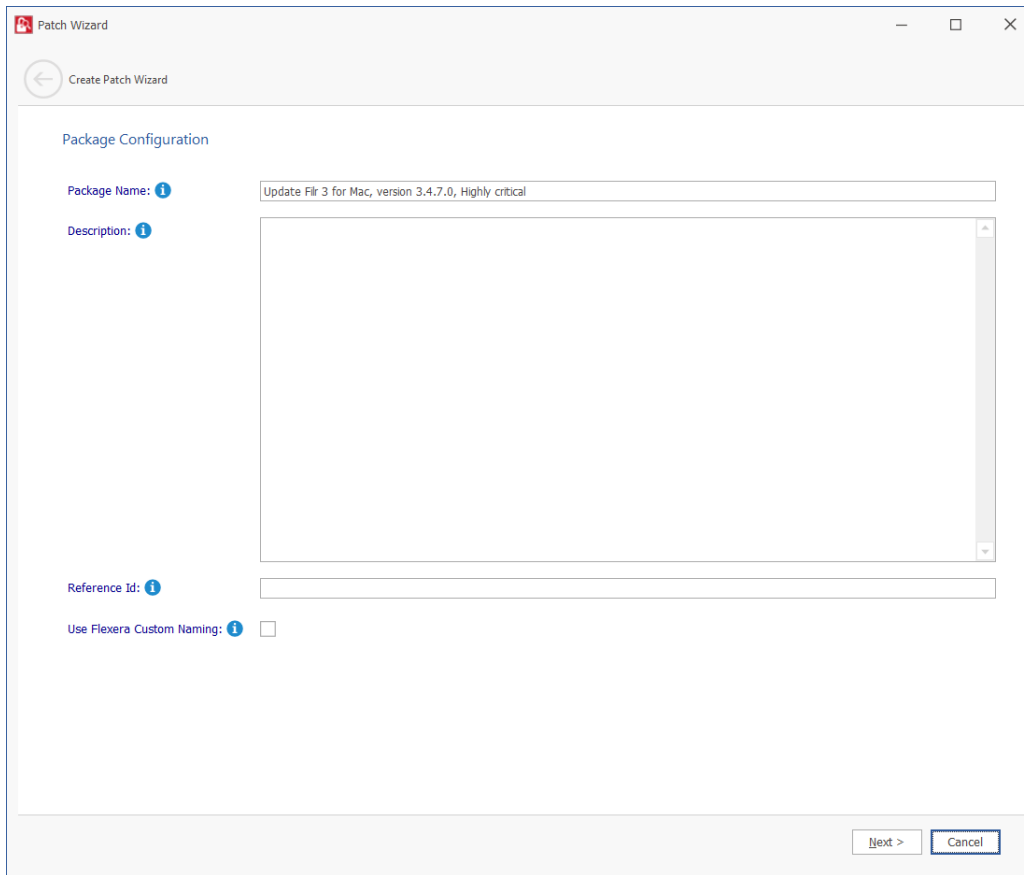 Patch Wizard
Create Patch Wizard
Package Configuration
Package Name:
Update Filr 3 for Mac, version 3.4.7.0, Highly critical
Description:
Reference Id:
Use Flexera Custom Naming:
Next >
Cancel